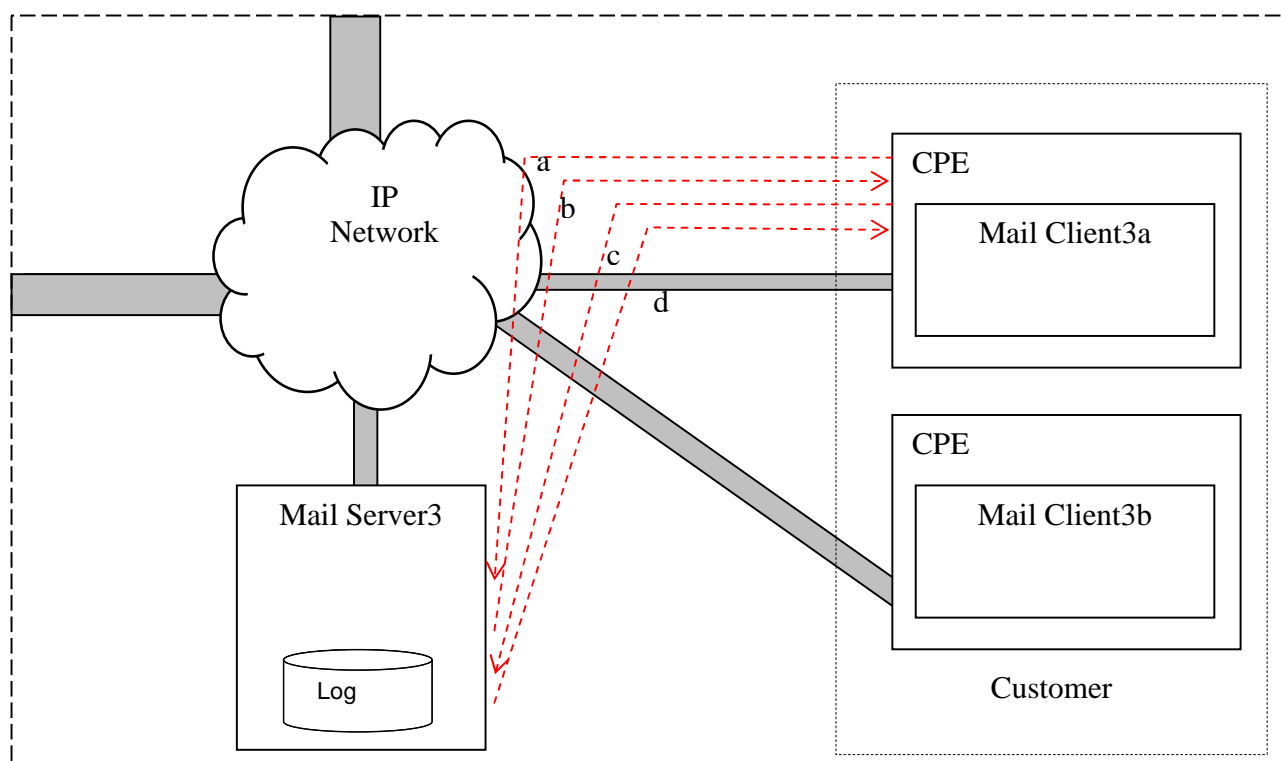 a
CPE
IP
Network
b
Mail Client3a
c
d
CPE
Mail Server3
Mail Client3b
Log
Customer